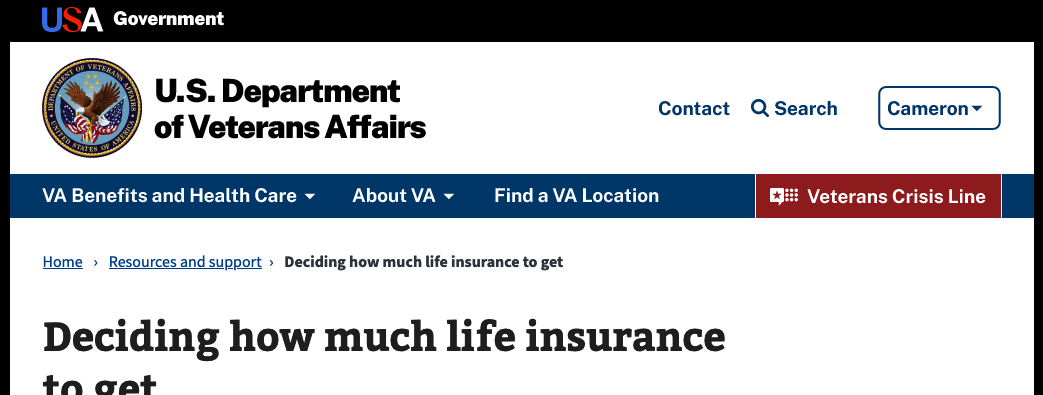 USA Government
DEPARTMENT OF VETERANS AFFAIRS
UNITED STATES OF AMERICA
U.S. Department
of Veterans Affairs
Contact Search Cameron
VA Benefits and Health Care About VA Find a VA Location Veterans Crisis Line
Home › Resources and support › Deciding how much life insurance to get
Deciding how much life insurance
to get